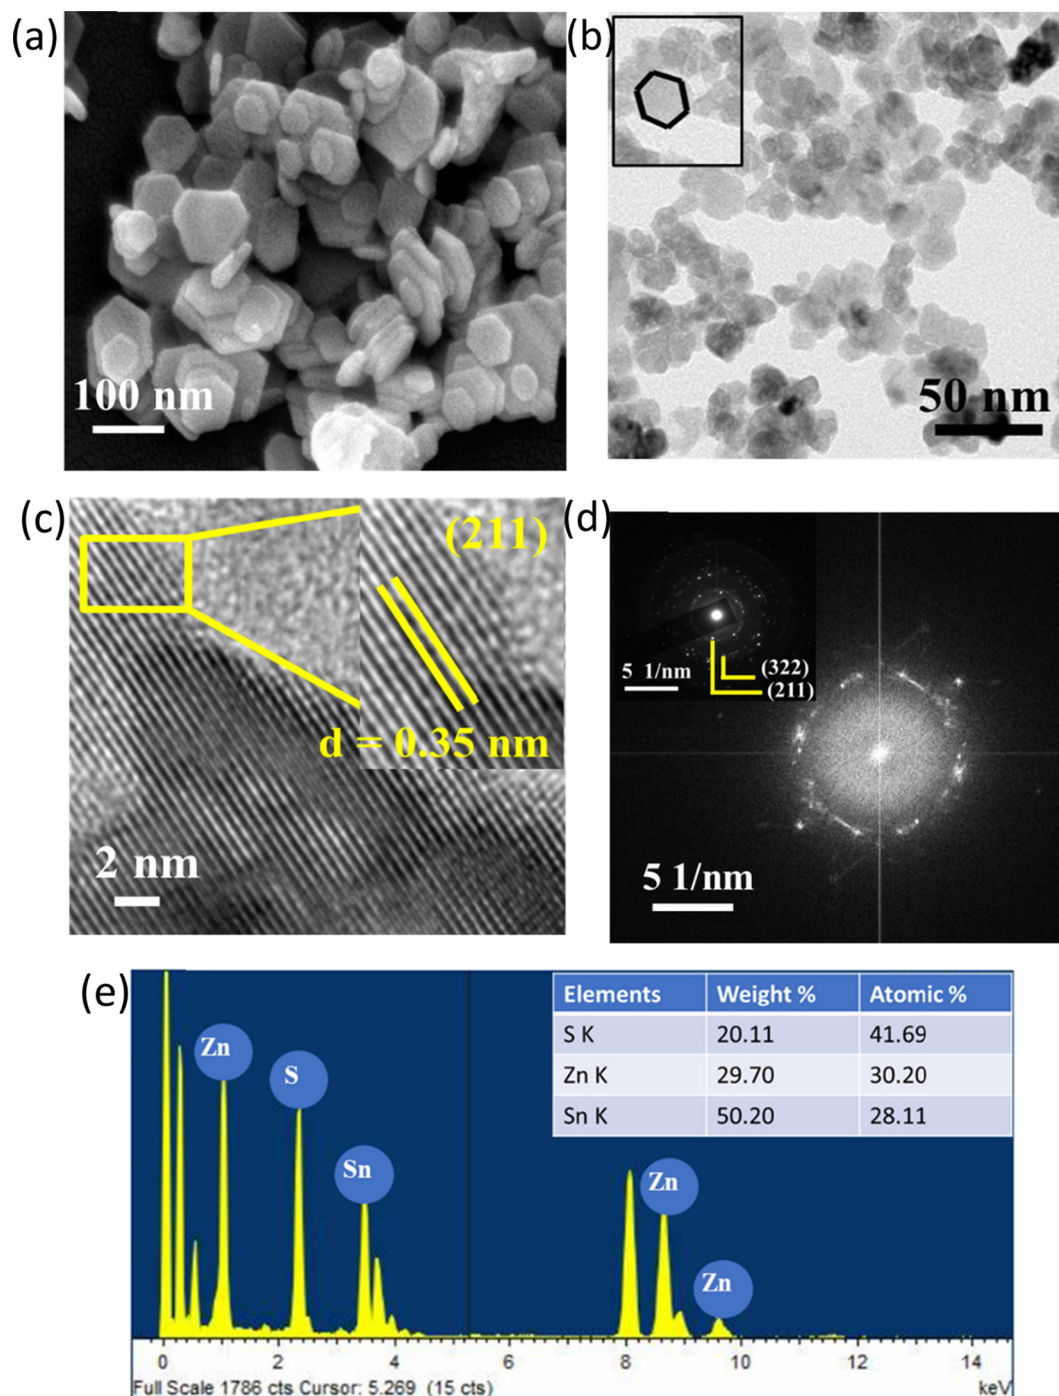 (a)
100 nm
(b)
50 nm
(c)
(211)
d = 0.35 nm
2 nm
(d)
5 1/nm
(322)
(211)
5 1/nm
(e)
Zn
S
Sn
Zn
Zn
Elements Weight % Atomic %
S K 20.11 41.69
Zn K 29.70 30.20
Sn K 50.20 28.11
0 2 4 6 8 10 12 14
Full Scale 1786 cts Cursor: 5.269 (15 cts) keV